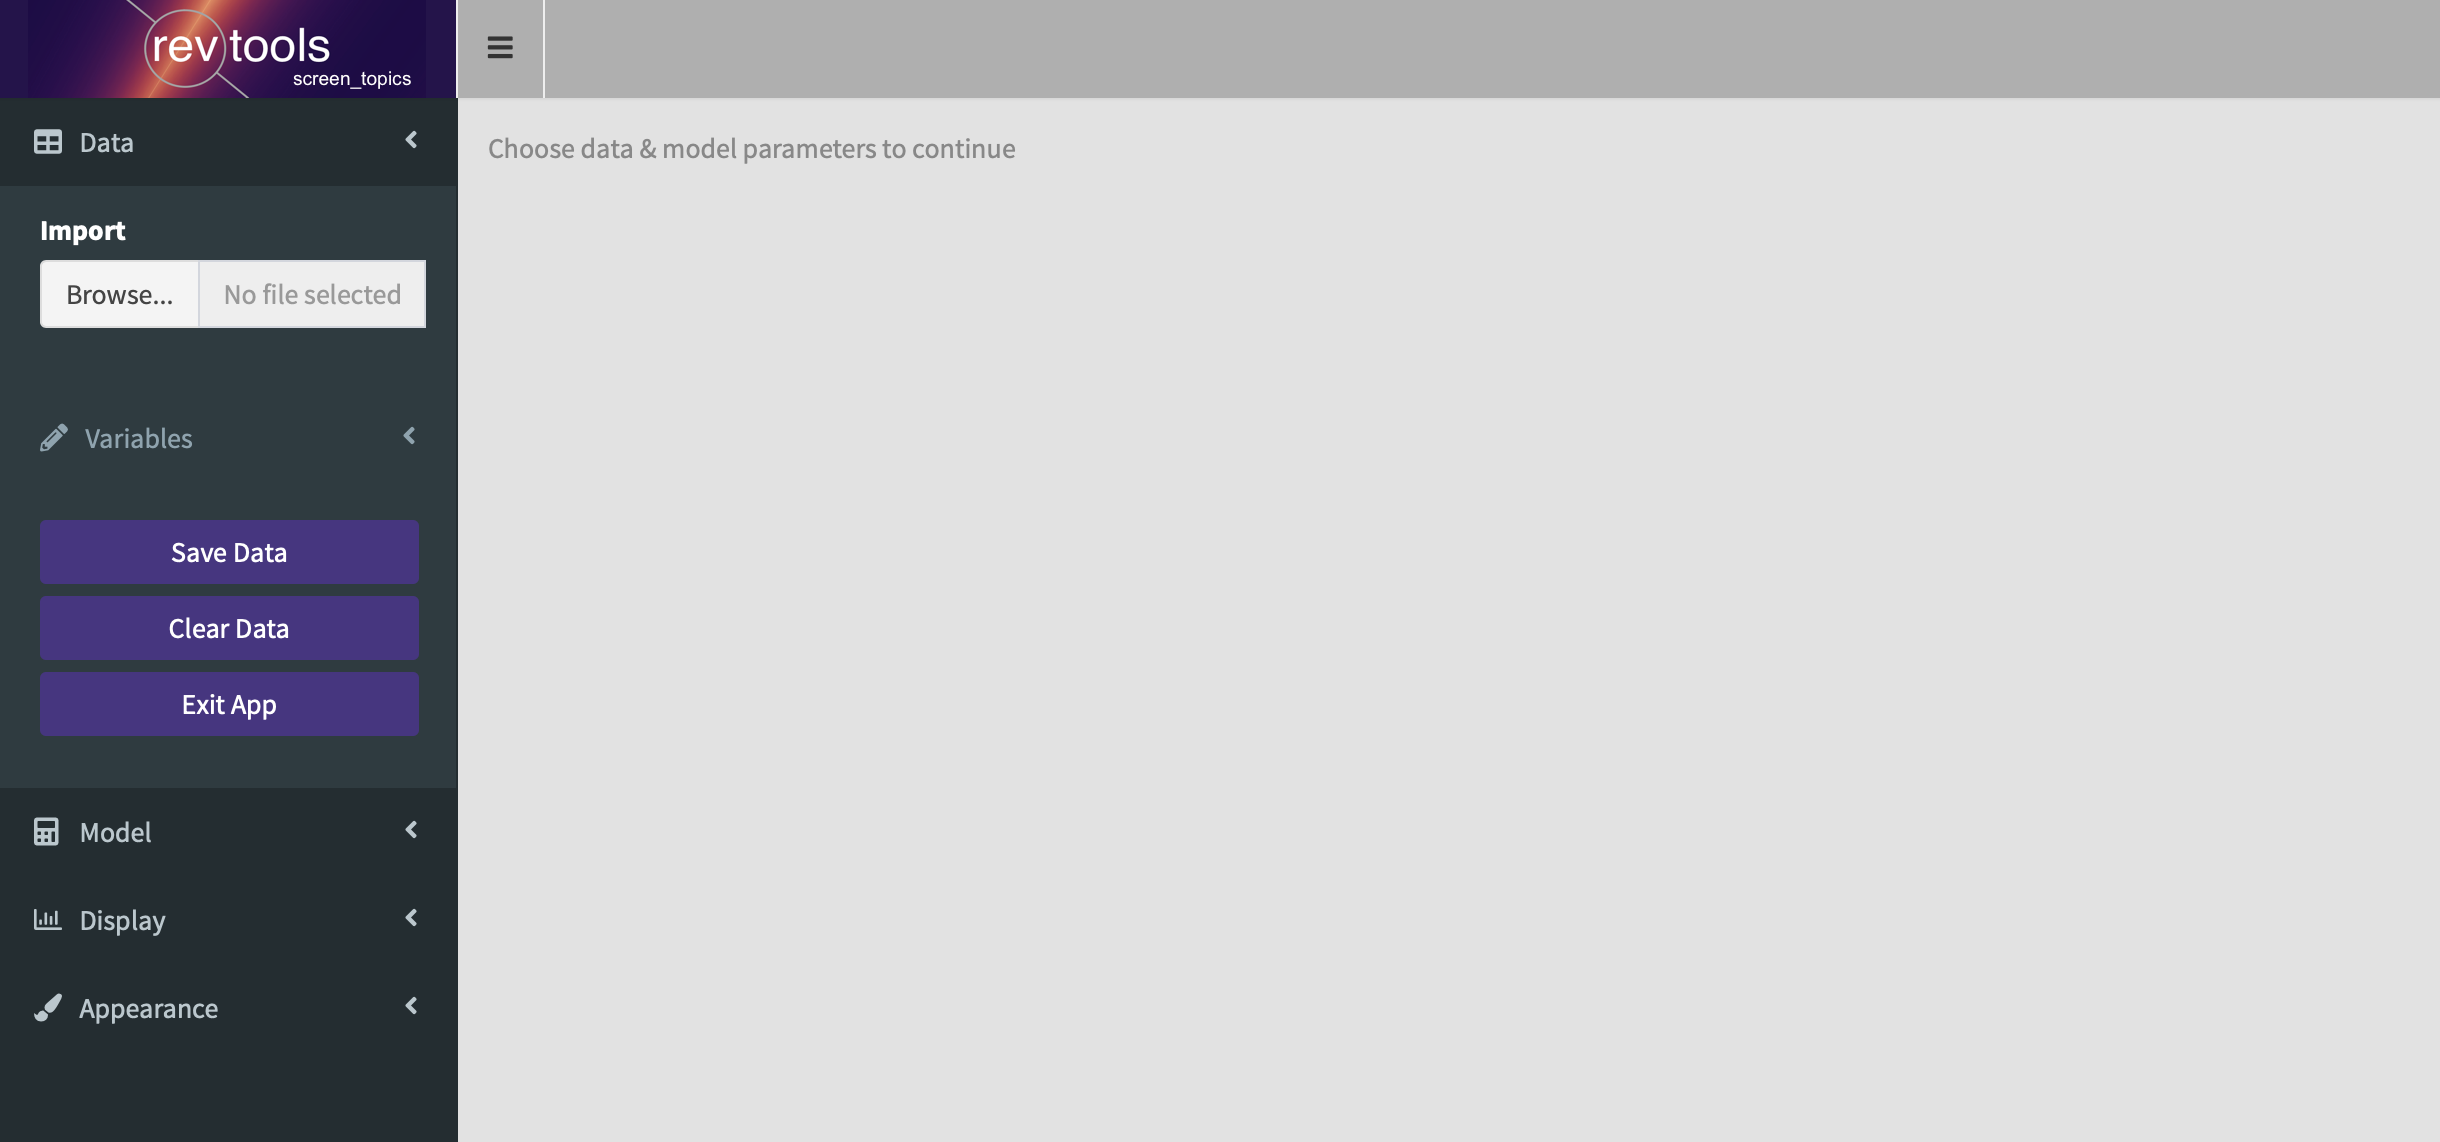 revtools
screen_topics
Data
Choose data & model parameters to continue
Import
Browse...
No file selected
Variables
Save Data
Clear Data
Exit App
Model
Display
Appearance